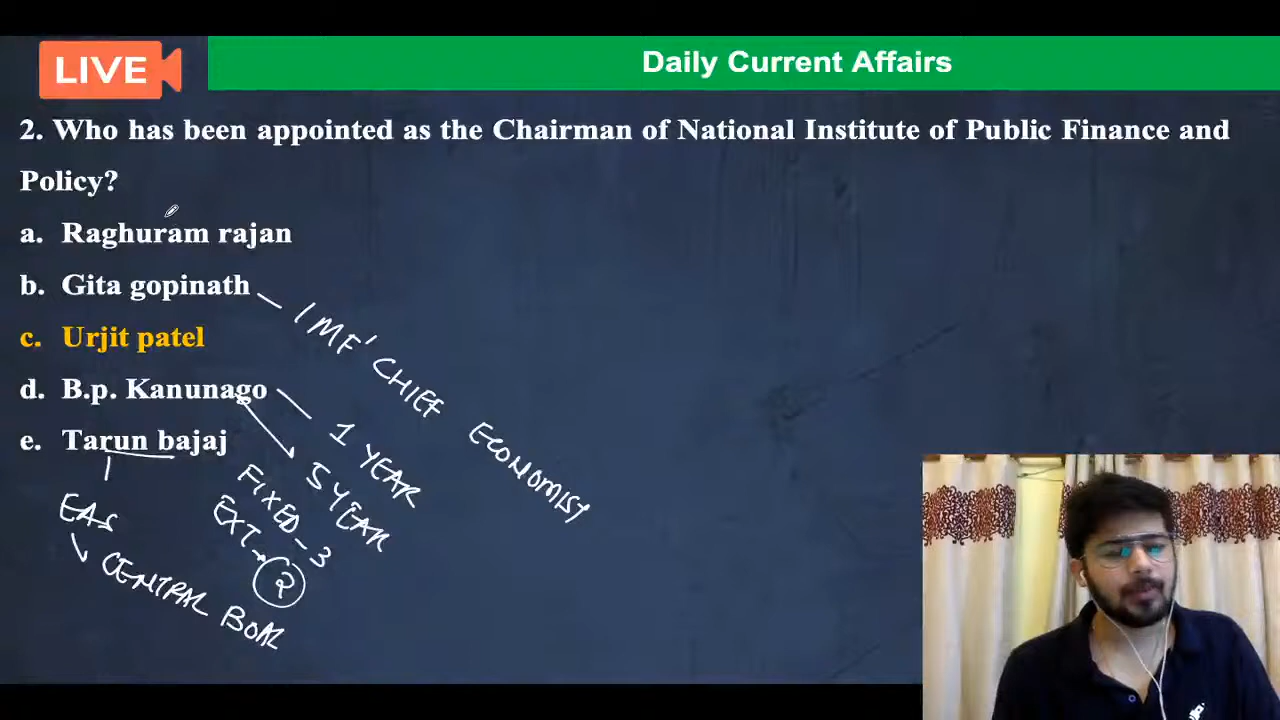 LIVE
Daily Current Affairs
2. Who has been appointed as the Chairman of National Institute of Public Finance and
Policy?
a. Raghuram rajan
b. Gita gopinath
c. Urjit patel
d. B.p. Kanunago
e. Tarun bajaj
IMF' CHIEF ECONOMIST
1 YEAR
5 YEAR
FIXED - 3
EXT - 2
EAS
CENTRAL BOAR